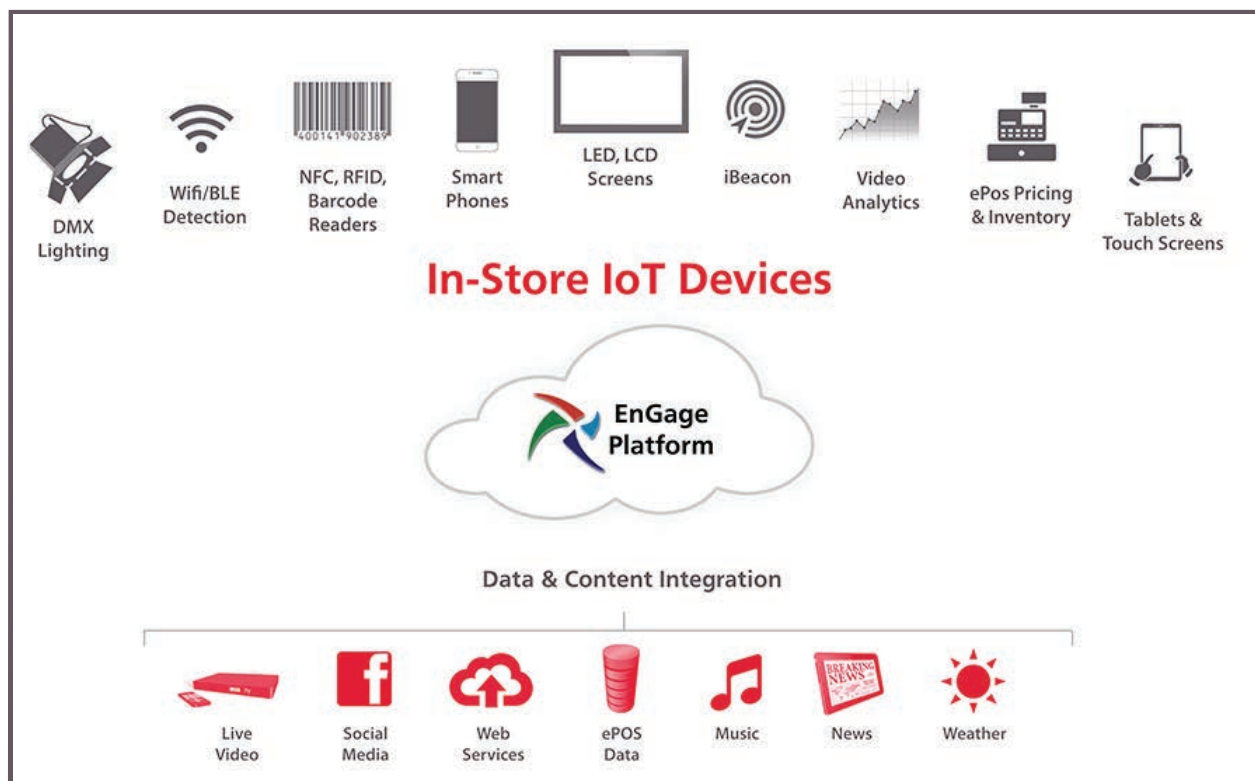 DMX
Lighting
Wifi/BLE
Detection
400141 902389
NFC, RFID,
Barcode
Readers
Smart
Phones
LED, LCD
Screens
iBeacon
Video
Analytics
ePos Pricing
& Inventory
Tablets &
Touch Screens
In-Store IoT Devices
EnGage
Platform
Data & Content Integration
Live
Video
f
Social
Media
Web
Services
ePOS
Data
Music
BREAKING
NEWS
News
Weather